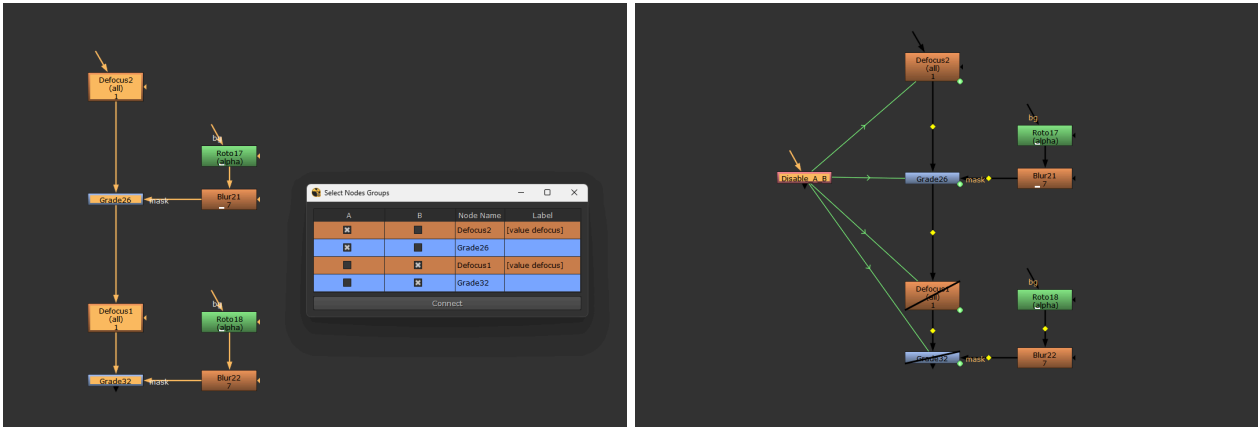 Defocus2
(all)
1
bg
Roto17
(alpha)
Grade26
mask
Blur21
7
Defocus1
(all)
1
bg
Roto18
(alpha)
Grade32
mask
Blur22
7
Select Nodes Groups
A B Node Name Label
Defocus2 [value defocus]
Grade26
Defocus1 [value defocus]
Grade32
Connect
Defocus2
(all)
1
bg
Roto17
(alpha)
Disable_A_B
Grade26
mask
Blur21
7
Defocus1
(all)
1
bg
Roto18
(alpha)
Grade32
mask
Blur22
7